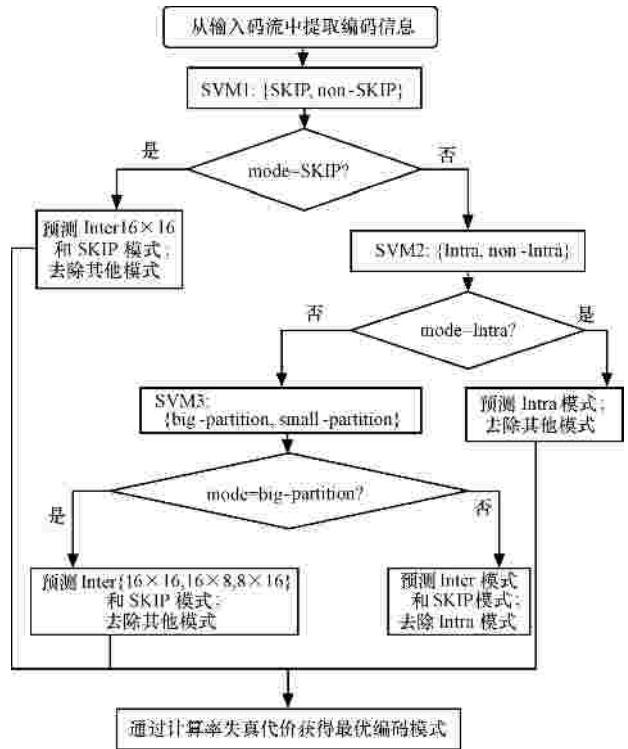 从输入码流中提取编码信息
SVM1: {SKIP, non-SKIP}
是
否
mode=SKIP?
预测 Inter16×16
和 SKIP 模式;
去除其他模式
SVM2: {Intra, non-Intra}
否
是
mode=Intra?
SVM3:
{big-partition, small-partition}
预测 Intra 模式;
去除其他模式
mode=big-partition?
是
否
预测 Inter{16×16,16×8,8×16}
和 SKIP 模式;
去除其他模式
预测 Inter 模式
和 SKIP 模式;
去除 Intra 模式
通过计算率失真代价获得最优编码模式